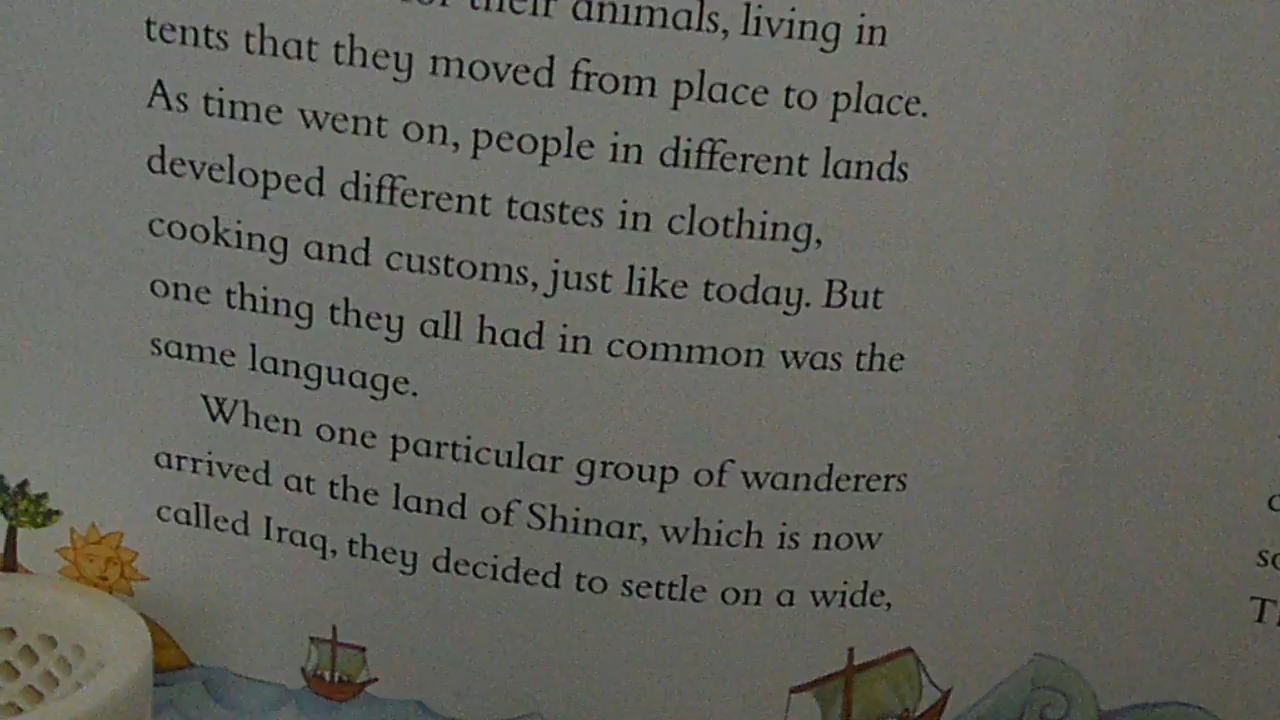 their animals, living in
tents that they moved from place to place.
As time went on, people in different lands
developed different tastes in clothing,
cooking and customs, just like today. But
one thing they all had in common was the
same language.
When one particular group of wanderers
arrived at the land of Shinar, which is now
called Iraq, they decided to settle on a wide,